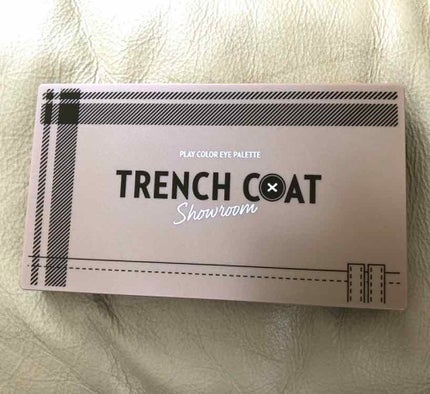 PLAY COLOR EYE PALETTE
TRENCH COAT
Showroom